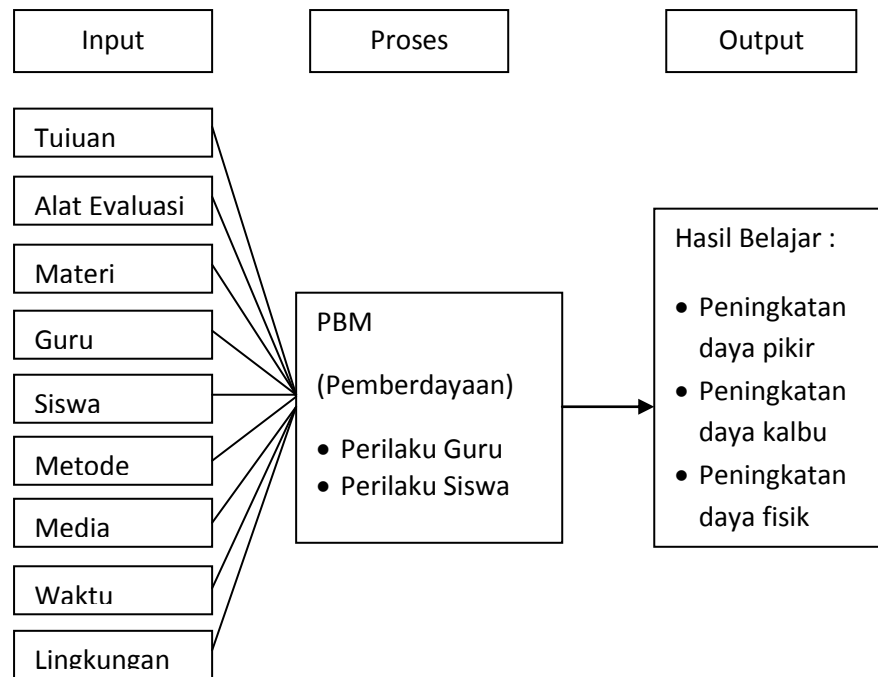 Input
Proses
Output
Tujuan
Alat Evaluasi
Materi
Guru
Siswa
Metode
Media
Waktu
Lingkungan
PBM
(Pemberdayaan)
• Perilaku Guru
• Perilaku Siswa
Hasil Belajar :
• Peningkatan
daya pikir
• Peningkatan
daya kalbu
• Peningkatan
daya fisik